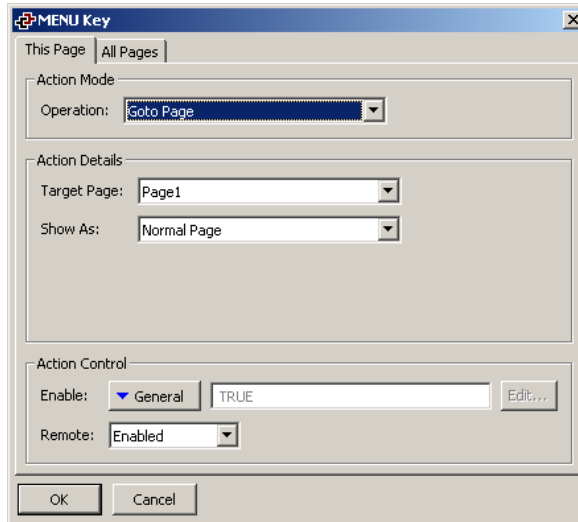 MENU Key
This Page All Pages
Action Mode
Operation: Goto Page
Action Details
Target Page: Page1
Show As: Normal Page
Action Control
Enable: General TRUE Edit...
Remote: Enabled
OK Cancel